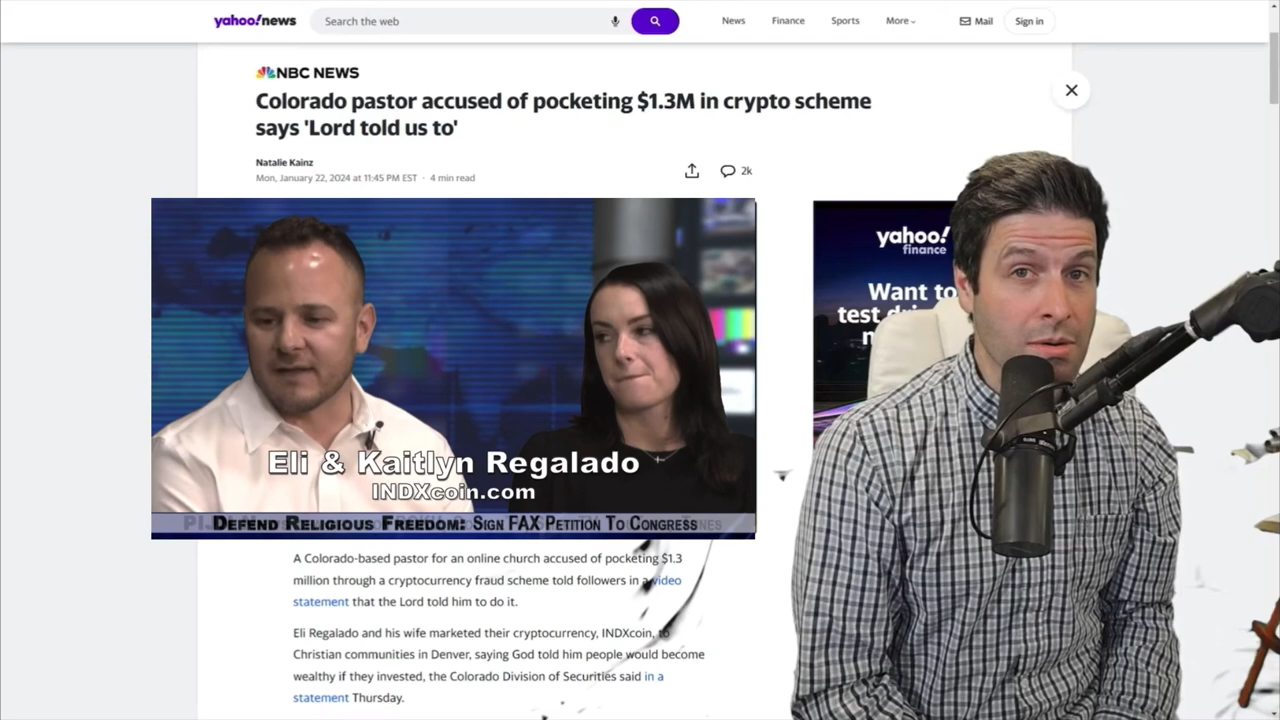 yahoo!news
Search the web
News
Finance
Sports
More
Mail
Sign in
NBC NEWS
Colorado pastor accused of pocketing $1.3M in crypto scheme
says 'Lord told us to'
Natalie Kainz
Mon, January 22, 2024 at 11:45 PM EST · 4 min read
2k
yahoo!
finance
Want to
test
Eli & Kaitlyn Regalado
INDXcoin.com
Defend Religious Freedom: Sign FAX Petition To Congress
A Colorado-based pastor for an online church accused of pocketing $1.3
million through a cryptocurrency fraud scheme told followers in a video
statement that the Lord told him to do it.
Eli Regalado and his wife marketed their cryptocurrency, INDXcoin, to
Christian communities in Denver, saying God told him people would become
wealthy if they invested, the Colorado Division of Securities said in a
statement Thursday.